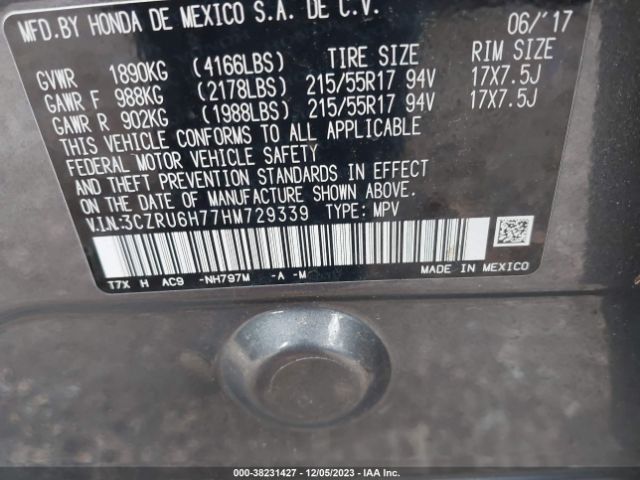 MFD.BY HONDA DE MEXICO S.A. DE C.V. 06/'17
GVWR 1890KG (4166LBS) TIRE SIZE RIM SIZE
GAWR F 988KG (2178LBS) 215/55R17 94V 17X7.5J
GAWR R 902KG (1988LBS) 215/55R17 94V 17X7.5J
THIS VEHICLE CONFORMS TO ALL APPLICABLE
FEDERAL MOTOR VEHICLE SAFETY
AND THEFT PREVENTION STANDARDS IN EFFECT
ON THE DATE OF MANUFACTURE SHOWN ABOVE.
V.I.N:3CZRU6H77HM729339 TYPE: MPV
T7X H AC9 -NH797M -A -M
MADE IN MEXICO
000-38231427 - 12/05/2023 - IAA Inc.